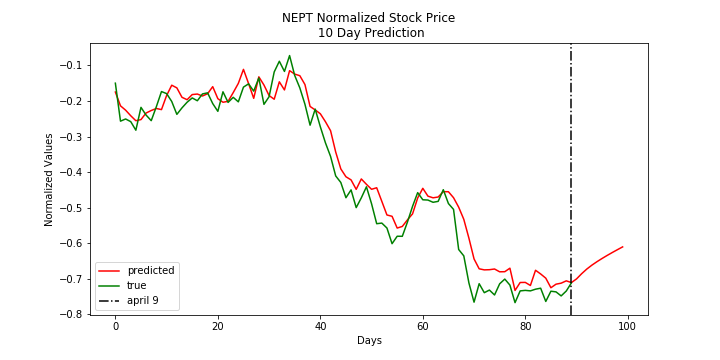 NEPT Normalized Stock Price
10 Day Prediction
−0.1
−0.2
−0.3
−0.4
−0.5
−0.6
−0.7
−0.8
Normalized Values
predicted
true
april 9
0 20 40 60 80 100
Days